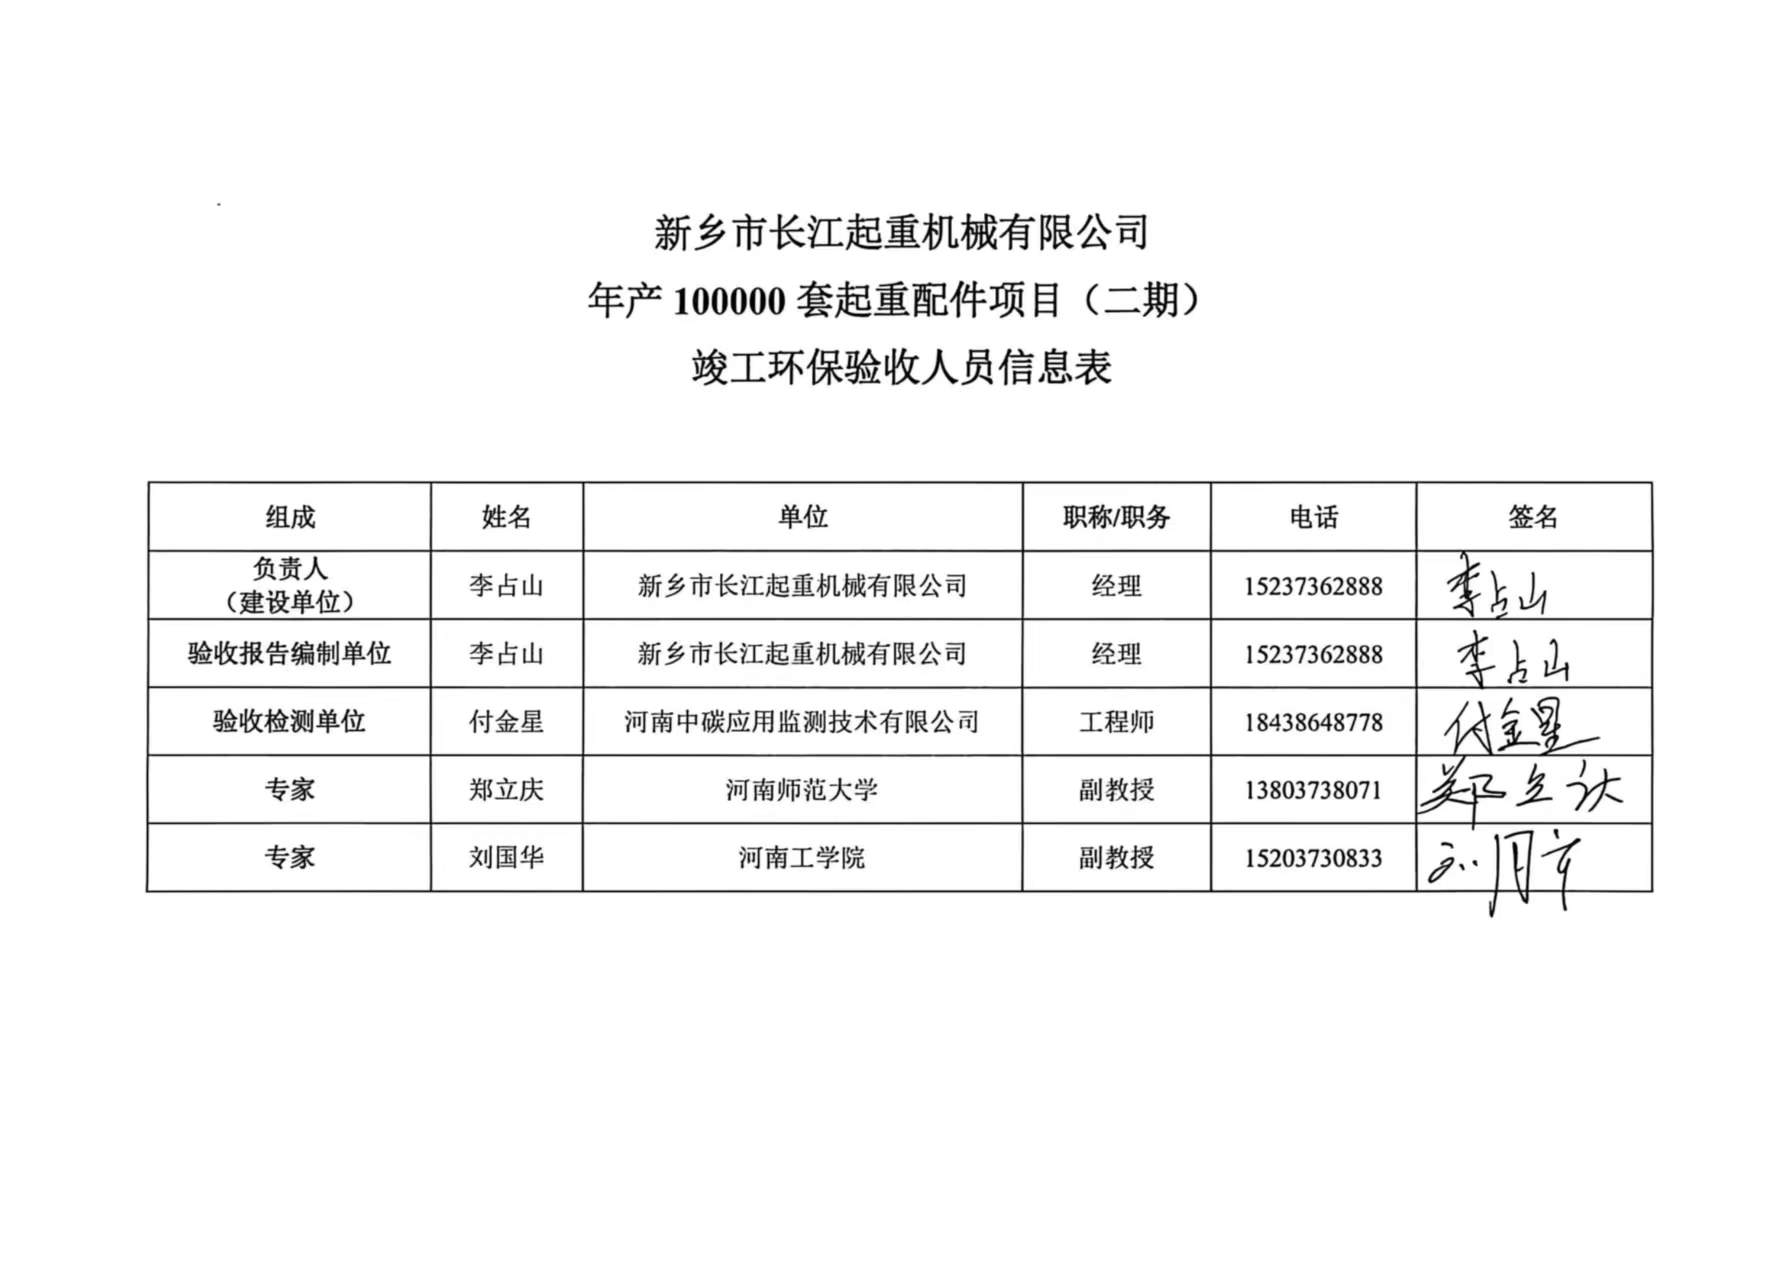 新乡市长江起重机械有限公司
年产 100000 套起重配件项目（二期）
竣工环保验收人员信息表
组成 姓名 单位 职称/职务 电话 签名
负责人
（建设单位） 李占山 新乡市长江起重机械有限公司 经理 15237362888 李占山
验收报告编制单位 李占山 新乡市长江起重机械有限公司 经理 15237362888 李占山
验收检测单位 付金星 河南中碳应用监测技术有限公司 工程师 18438648778 付金星
专家 郑立庆 河南师范大学 副教授 13803738071 郑立庆
专家 刘国华 河南工学院 副教授 15203730833 刘国华